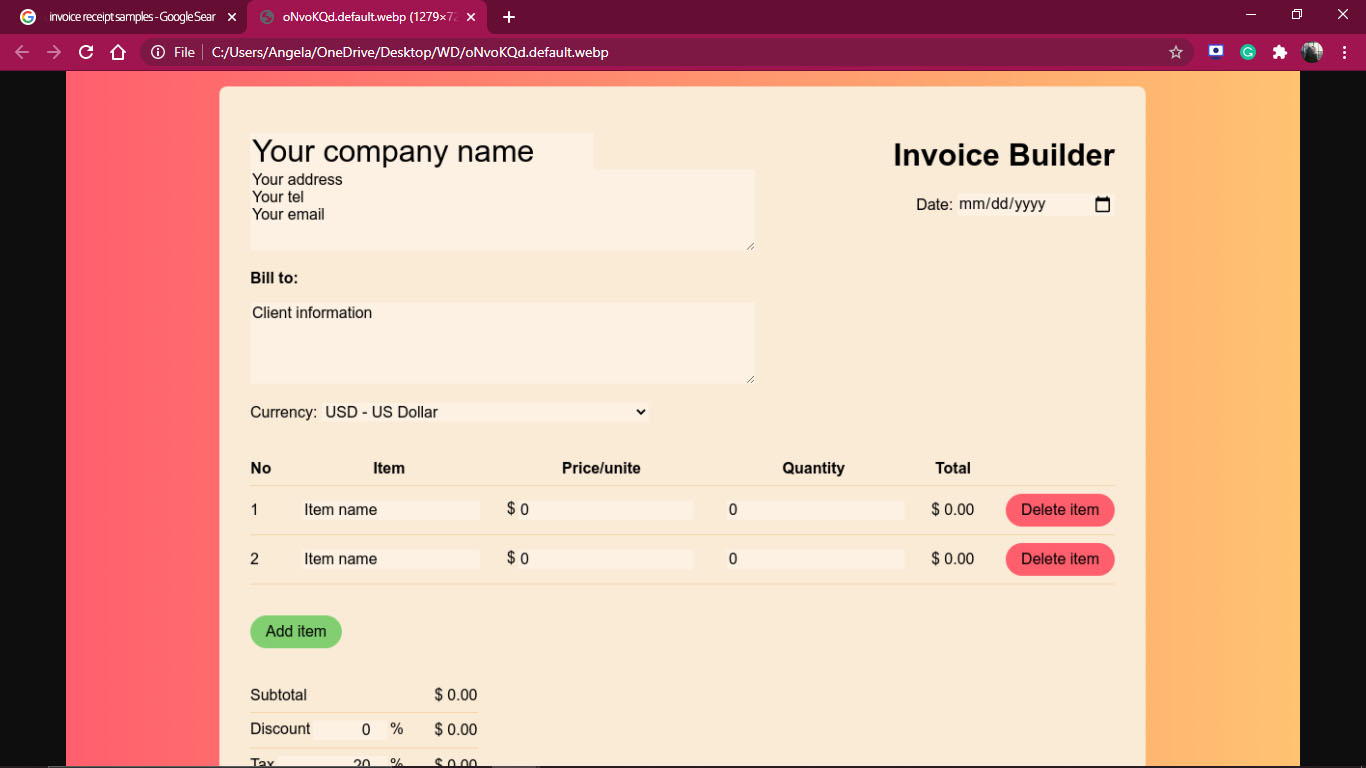 invoice receipt samples - Google Sear
oNvoKQd.default.webp (1279×72
File
C:/Users/Angela/OneDrive/Desktop/WD/oNvoKQd.default.webp
Your company name
Invoice Builder
Your address
Your tel
Your email
Date: mm/dd/yyyy
Bill to:
Client information
Currency: USD - US Dollar
No Item Price/unite Quantity Total
1 Item name $ 0 0 $ 0.00 Delete item
2 Item name $ 0 0 $ 0.00 Delete item
Add item
Subtotal $ 0.00
Discount 0 % $ 0.00
Tax 20 % $ 0.00